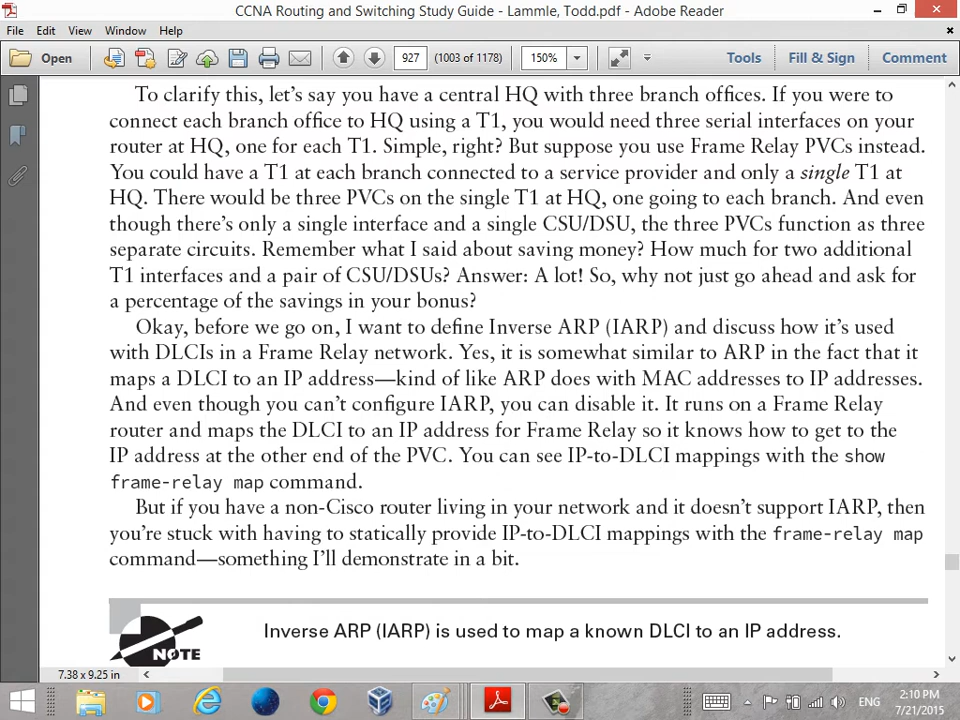 CCNA Routing and Switching Study Guide - Lammle, Todd.pdf - Adobe Reader
File Edit View Window Help
Open 927 (1003 of 1178) 150% Tools Fill & Sign Comment
To clarify this, let's say you have a central HQ with three branch offices. If you were to
connect each branch office to HQ using a T1, you would need three serial interfaces on your
router at HQ, one for each T1. Simple, right? But suppose you use Frame Relay PVCs instead.
You could have a T1 at each branch connected to a service provider and only a single T1 at
HQ. There would be three PVCs on the single T1 at HQ, one going to each branch. And even
though there's only a single interface and a single CSU/DSU, the three PVCs function as three
separate circuits. Remember what I said about saving money? How much for two additional
T1 interfaces and a pair of CSU/DSUs? Answer: A lot! So, why not just go ahead and ask for
a percentage of the savings in your bonus?
Okay, before we go on, I want to define Inverse ARP (IARP) and discuss how it's used
with DLCIs in a Frame Relay network. Yes, it is somewhat similar to ARP in the fact that it
maps a DLCI to an IP address—kind of like ARP does with MAC addresses to IP addresses.
And even though you can't configure IARP, you can disable it. It runs on a Frame Relay
router and maps the DLCI to an IP address for Frame Relay so it knows how to get to the
IP address at the other end of the PVC. You can see IP-to-DLCI mappings with the show
frame-relay map command.
But if you have a non-Cisco router living in your network and it doesn't support IARP, then
you're stuck with having to statically provide IP-to-DLCI mappings with the frame-relay map
command—something I'll demonstrate in a bit.
Inverse ARP (IARP) is used to map a known DLCI to an IP address.
NOTE
7.38 x 9.25 in
ENG
2:10 PM
7/21/2015